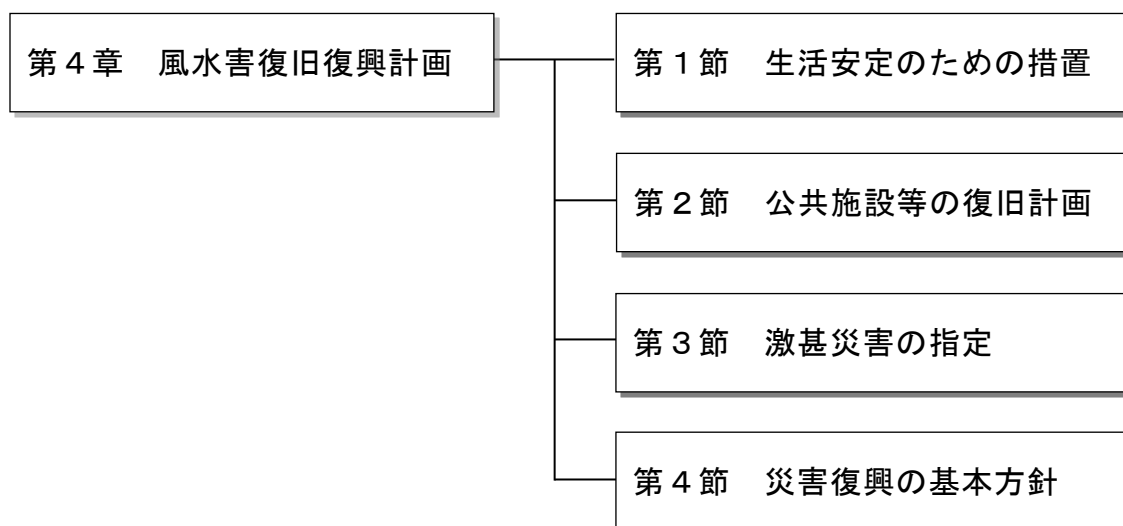 第４章　風水害復旧復興計画
第１節　生活安定のための措置
第２節　公共施設等の復旧計画
第３節　激甚災害の指定
第４節　災害復興の基本方針